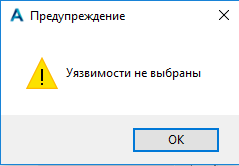 Предупреждение
Уязвимости не выбраны
OK